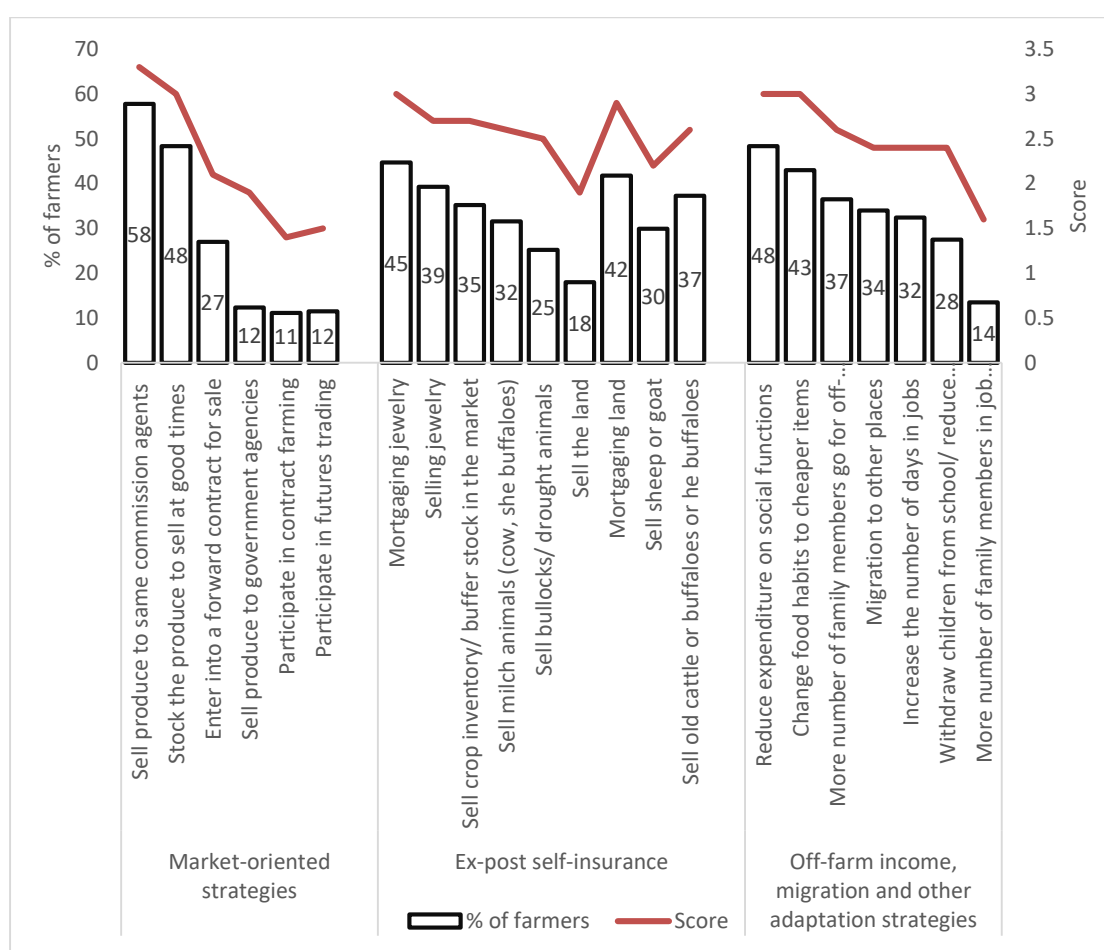 70
60
50
40
30
20
10
0
% of farmers
3.5
3
2.5
2
1.5
1
0.5
0
Score
58
48
27
12
11
12
45
39
35
32
25
18
42
30
37
48
43
37
34
32
28
14
Sell produce to same commission agents
Stock the produce to sell at good times
Enter into a forward contract for sale
Sell produce to government agencies
Participate in contract farming
Participate in futures trading
Mortgaging jewelry
Selling jewelry
Sell crop inventory/ buffer stock in the market
Sell milch animals (cow, she buffaloes)
Sell bullocks/ drought animals
Sell the land
Mortgaging land
Sell sheep or goat
Sell old cattle or buffaloes or he buffaloes
Reduce expenditure on social functions
Change food habits to cheaper items
More number of family members go for off-...
Migration to other places
Increase the number of days in jobs
Withdraw children from school/ reduce...
More number of family members in job...
Market-oriented
strategies
Ex-post self-insurance
Off-farm income,
migration and other
adaptation strategies
% of farmers
Score